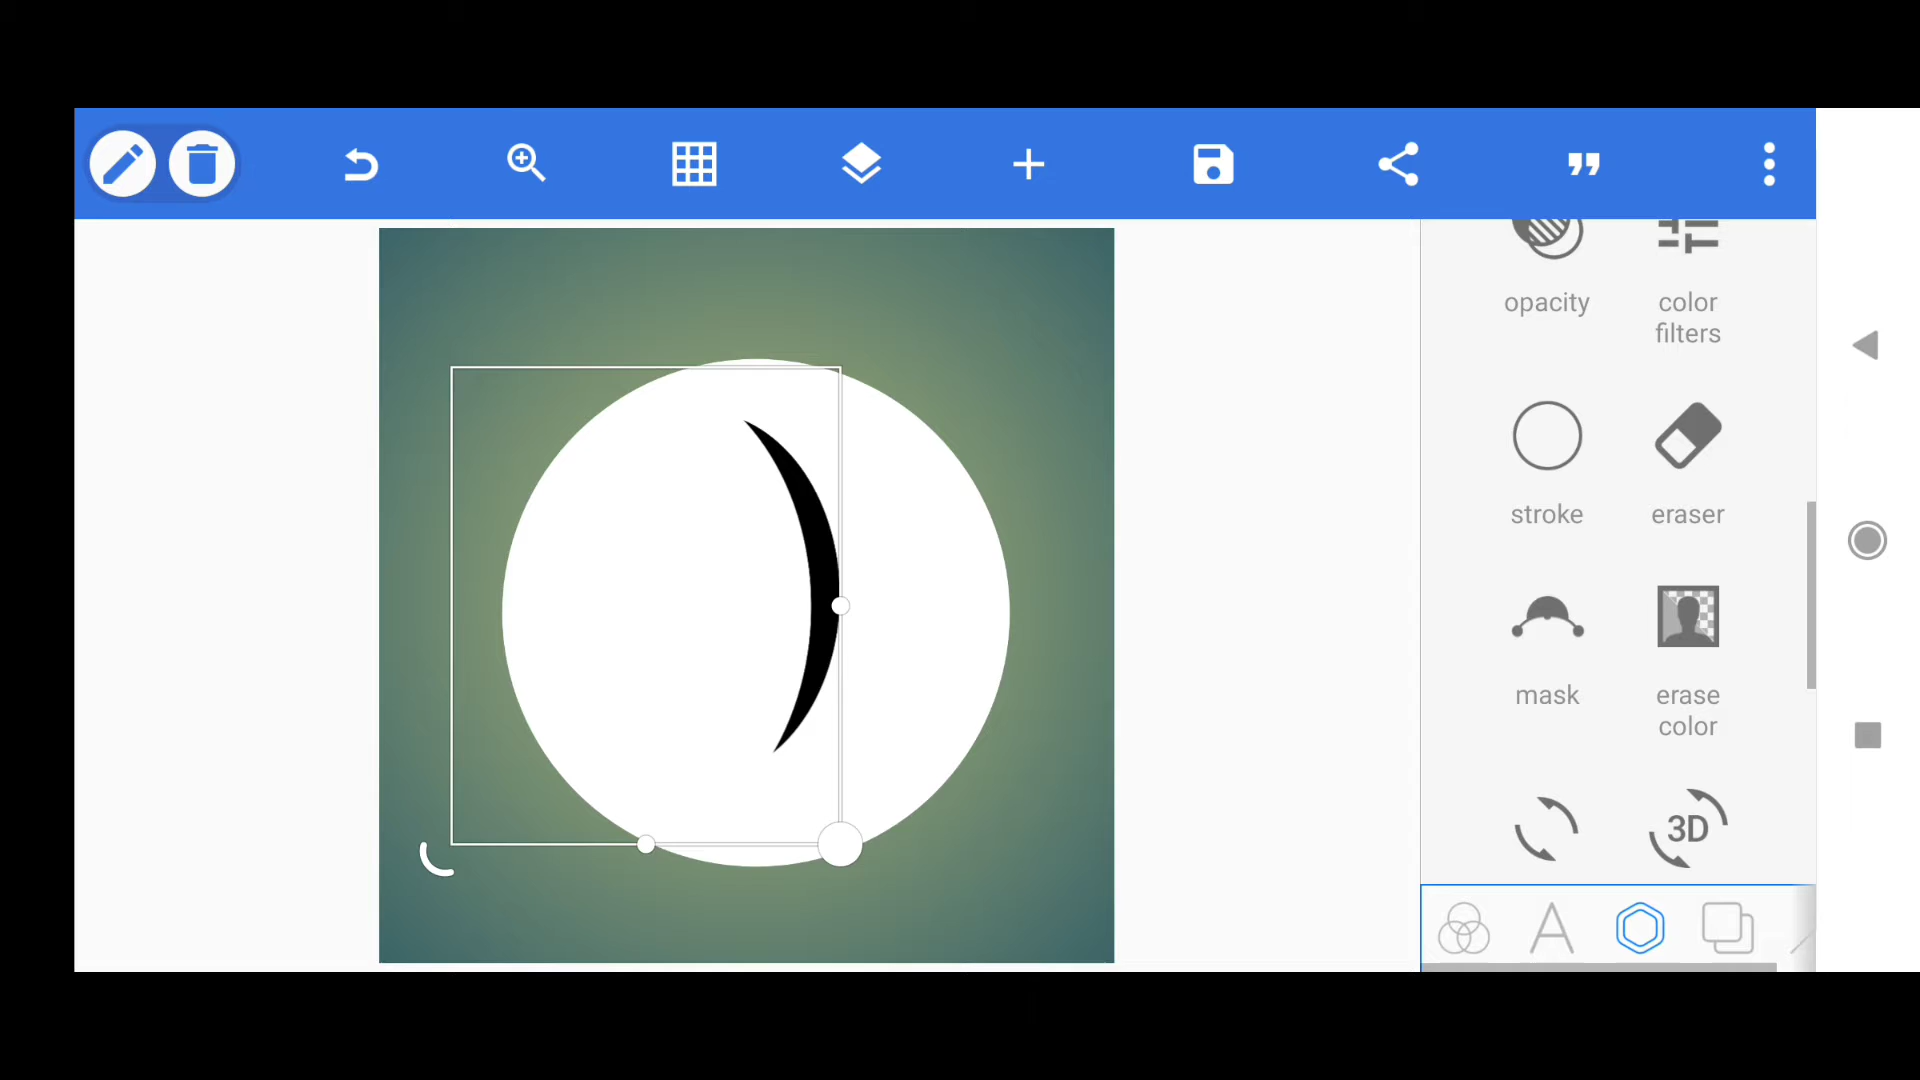 opacity
color
filters
stroke
eraser
mask
erase
color
3D